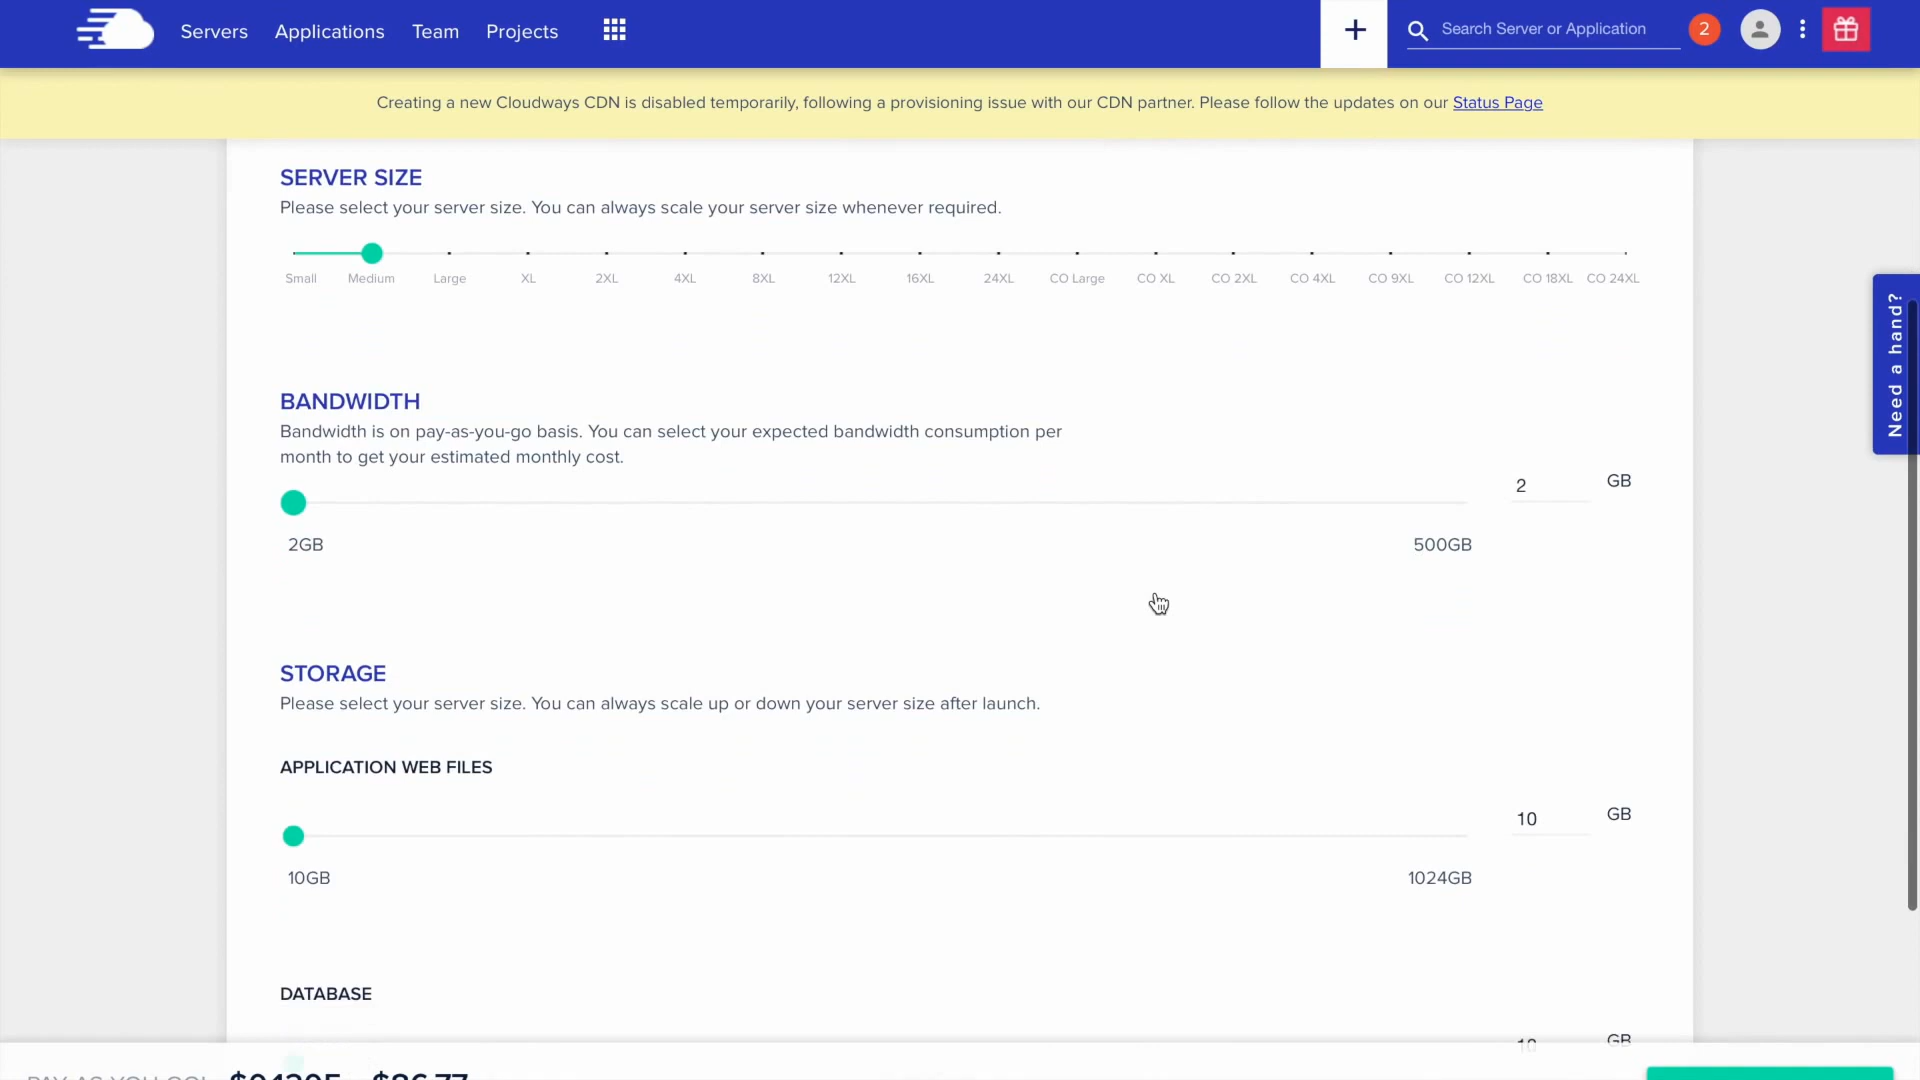 Servers Applications Team Projects
Search Server or Application 2
Creating a new Cloudways CDN is disabled temporarily, following a provisioning issue with our CDN partner. Please follow the updates on our Status Page
SERVER SIZE
Please select your server size. You can always scale your server size whenever required.
Small Medium Large XL 2XL 4XL 8XL 12XL 16XL 24XL CO Large CO XL CO 2XL CO 4XL CO 9XL CO 12XL CO 18XL CO 24XL
Need a hand?
BANDWIDTH
Bandwidth is on pay-as-you-go basis. You can select your expected bandwidth consumption per
month to get your estimated monthly cost.
2 GB
2GB 500GB
STORAGE
Please select your server size. You can always scale up or down your server size after launch.
APPLICATION WEB FILES
10 GB
10GB 1024GB
DATABASE
10 GB